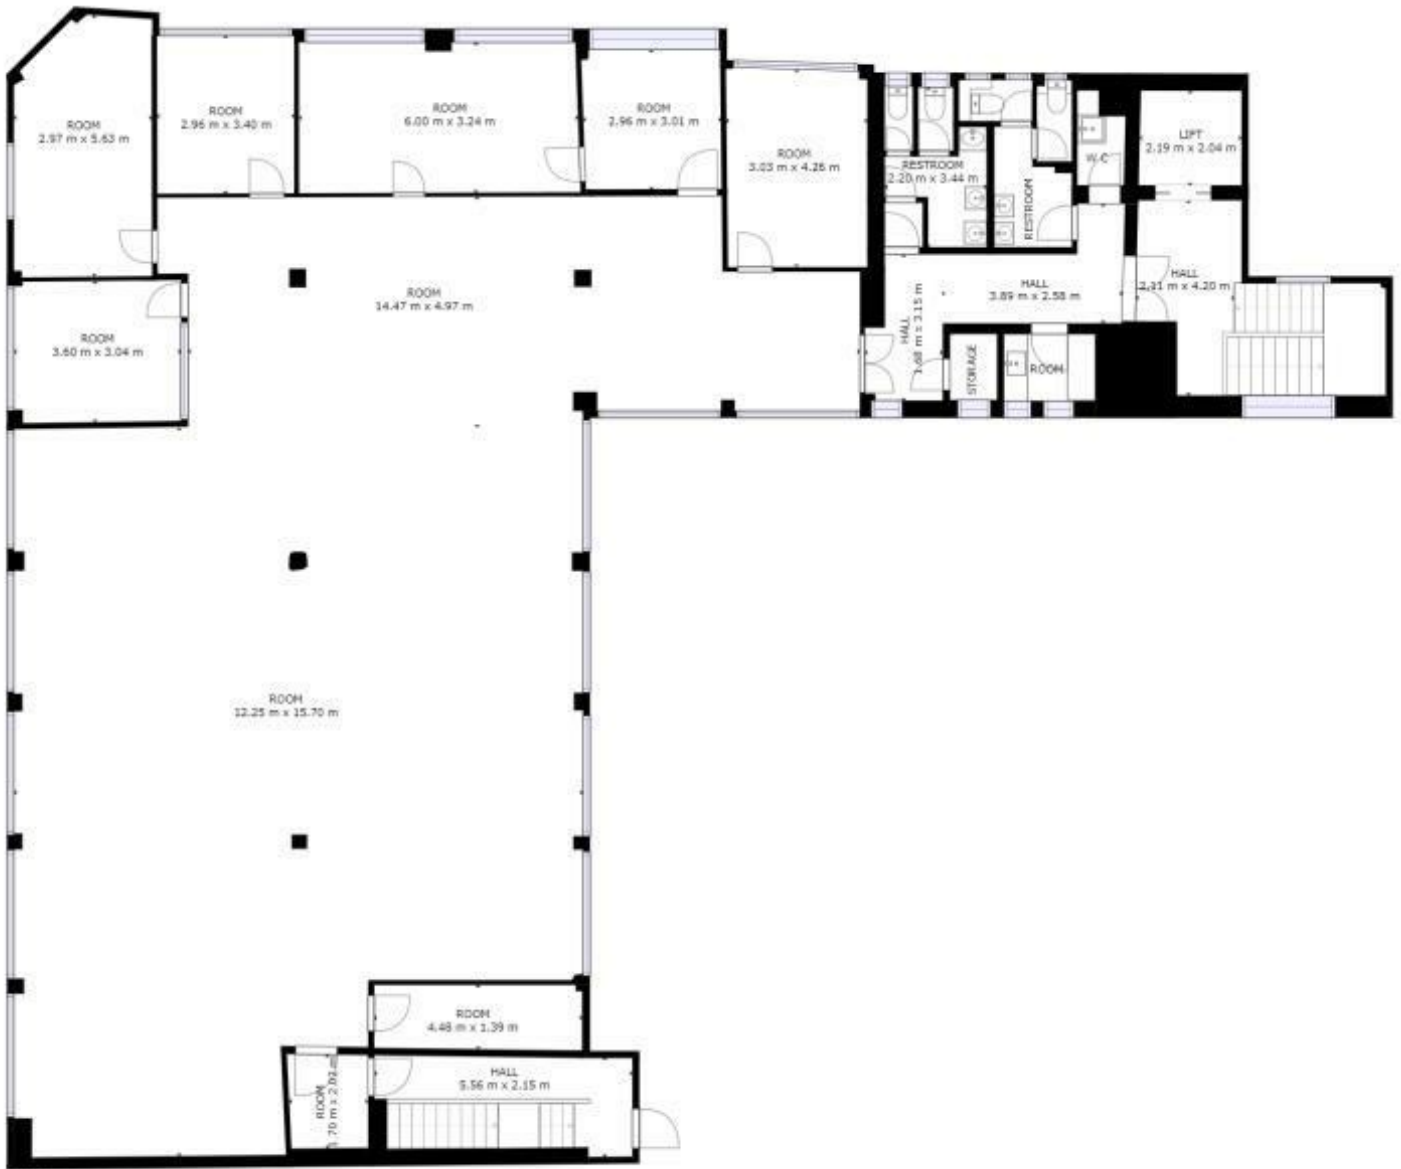 ROOM
2.97 m x 5.63 m
ROOM
2.96 m x 3.40 m
ROOM
6.00 m x 3.24 m
ROOM
2.96 m x 3.01 m
ROOM
3.03 m x 4.26 m
RESTROOM
2.20 m x 3.44 m
RESTROOM
W.C
LIFT
2.19 m x 2.04 m
ROOM
14.47 m x 4.97 m
HALL
3.89 m x 2.58 m
HALL
4.20 m
HALL
3.15 m
ROOM
3.60 m x 3.04 m
STORAGE
ROOM
ROOM
12.25 m x 15.70 m
ROOM
4.48 m x 1.39 m
HALL
5.56 m x 2.15 m
ROOM